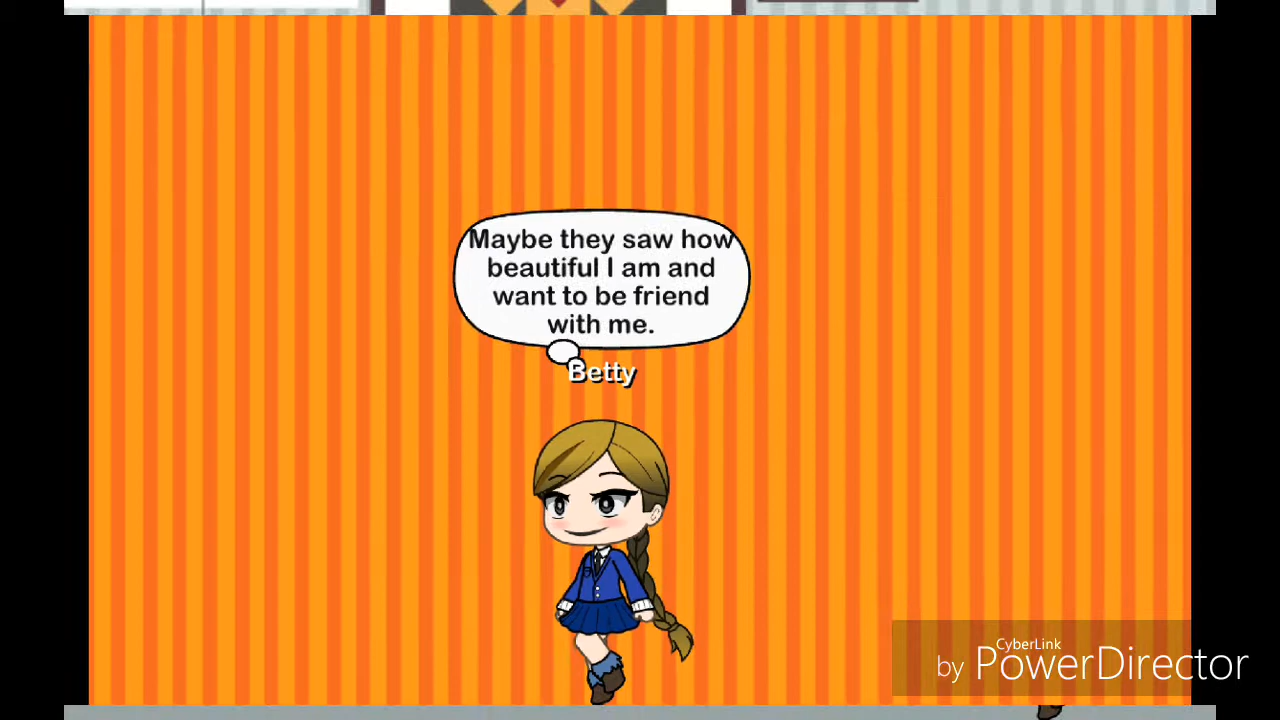 Maybe they saw how
beautiful I am and
want to be friend
with me.
Betty
CyberLink
by PowerDirector